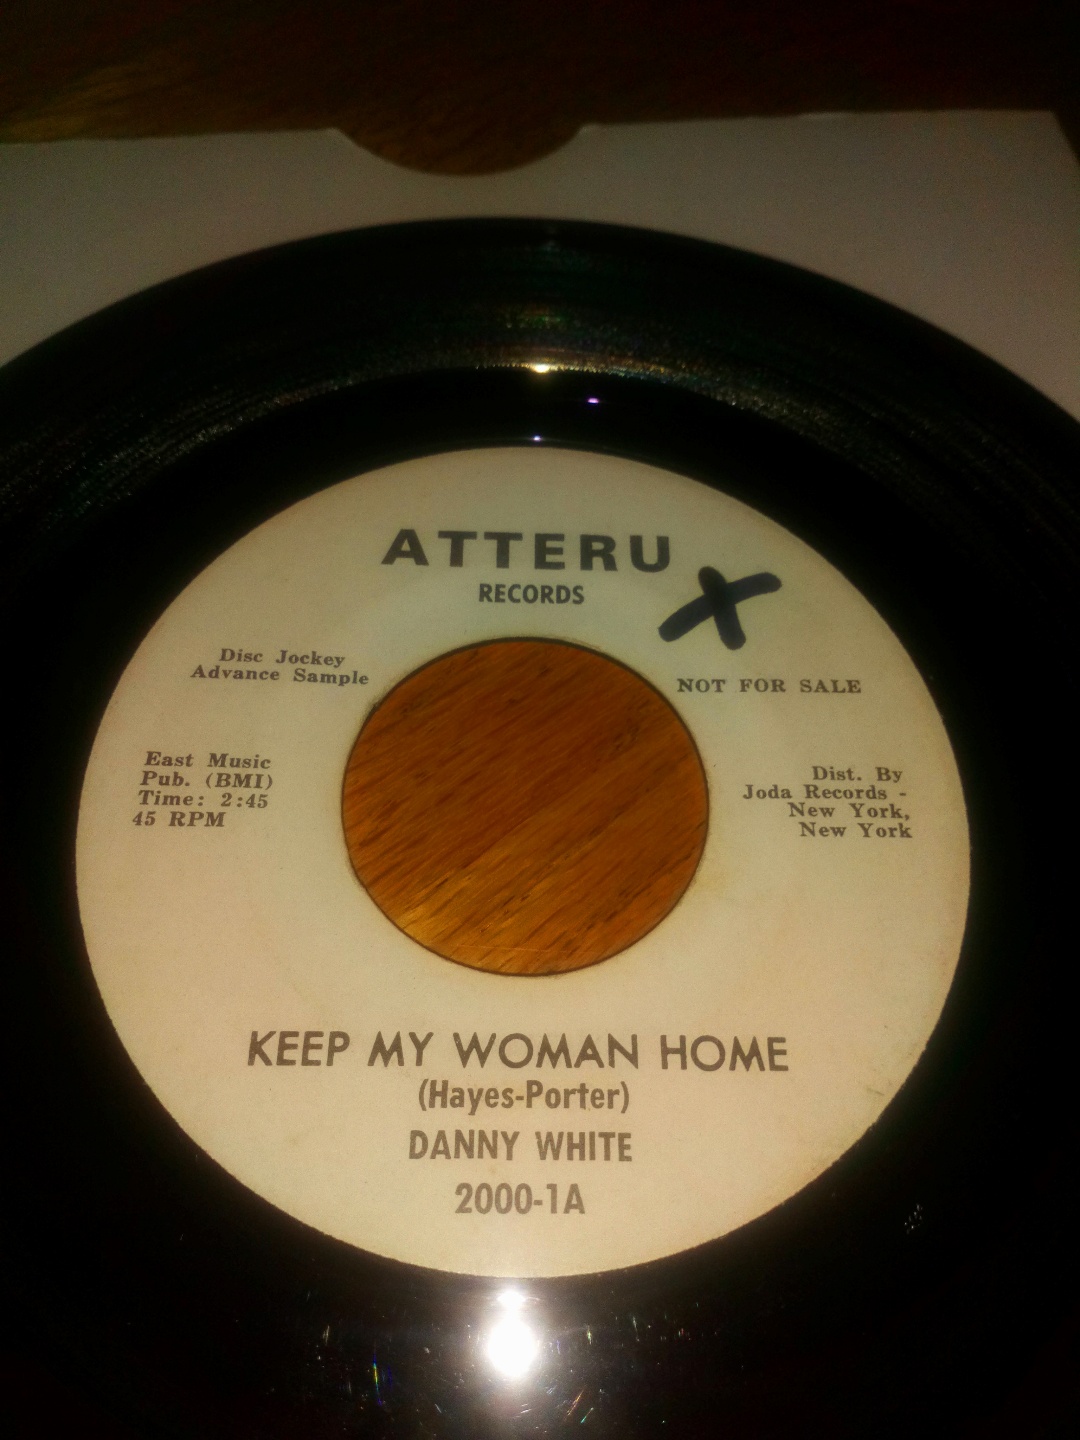 ATTERU
RECORDS
X
Disc Jockey
Advance Sample
NOT FOR SALE
East Music
Pub. (BMI)
Time: 2:45
45 RPM
Dist. By
Joda Records -
New York,
New York
KEEP MY WOMAN HOME
(Hayes-Porter)
DANNY WHITE
2000-1A